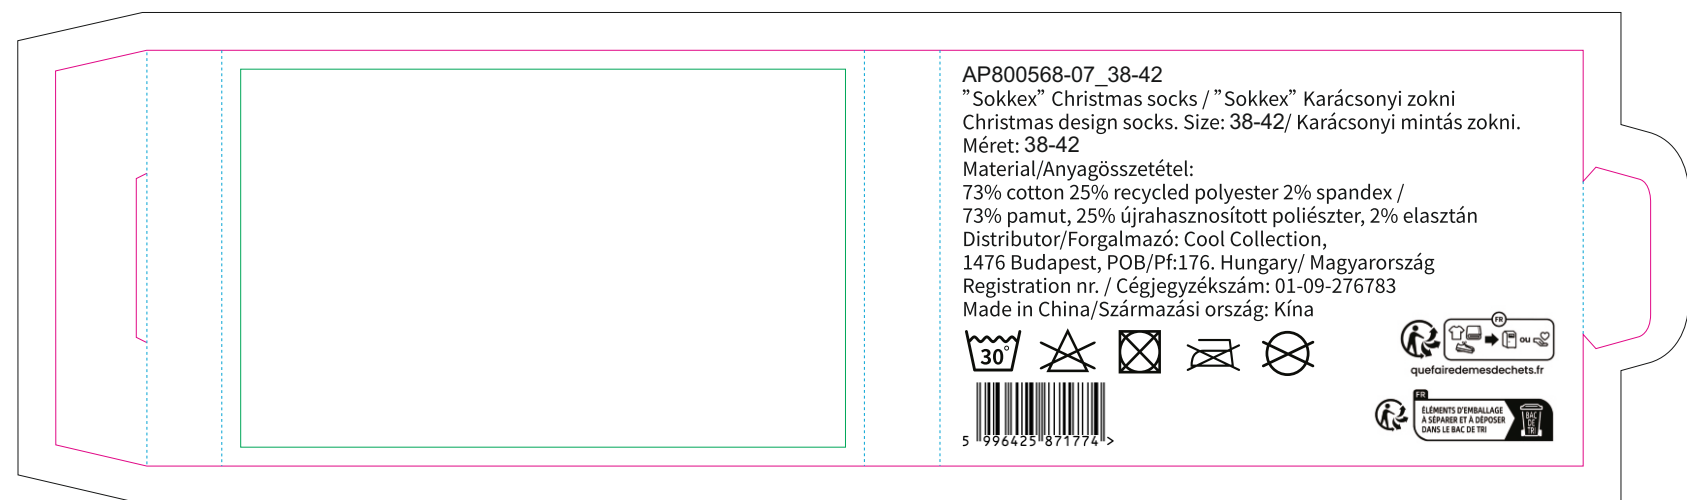 AP800568-07_38-42
”Sokkex” Christmas socks / ”Sokkex” Karácsonyi zokni
Christmas design socks. Size: 38-42/ Karácsonyi mintás zokni.
Méret: 38-42
Material/Anyagösszetétel:
73% cotton 25% recycled polyester 2% spandex /
73% pamut, 25% újrahasznosított poliészter, 2% elasztán
Distributor/Forgalmazó: Cool Collection,
1476 Budapest, POB/Pf:176. Hungary/ Magyarország
Registration nr. / Cégjegyzékszám: 01-09-276783
Made in China/Származási ország: Kína
30°
FR
ou
quefairedemesdechets.fr
5 996425 871774 >
FR
ÉLÉMENTS D'EMBALLAGE
À SÉPARER ET À DÉPOSER
DANS LE BAC DE TRI
BAC
DE
TRI